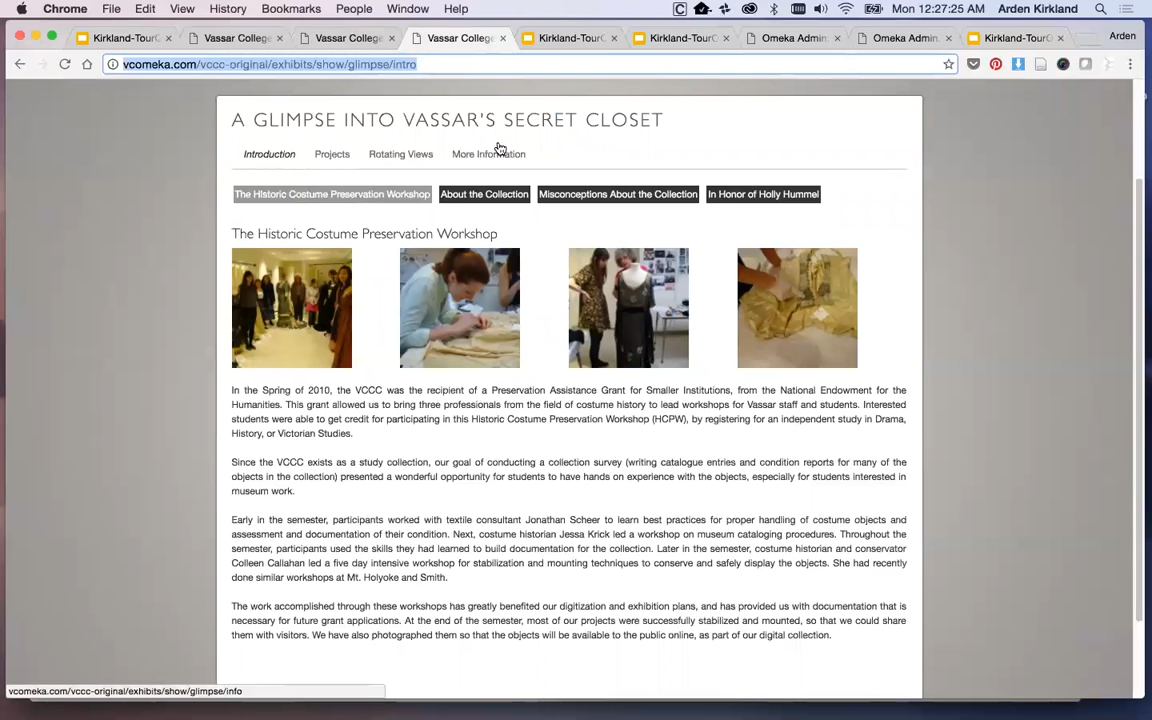 Chrome File Edit View History Bookmarks People Window Help Mon 12:27:25 Arden Kirkland
Kirkland-TourC Vassar College Vassar College Vassar College Kirkland-TourC Kirkland-TourC Omeka Admin: Omeka Admin: Kirkland-TourC Arden
vcomeka.com/vccc-original/exhibits/show/glimpse/intro
A GLIMPSE INTO VASSAR'S SECRET CLOSET
Introduction Projects Rotating Views More Information
The Historic Costume Preservation Workshop About the Collection Misconceptions About the Collection In Honor of Holly Hummel
The Historic Costume Preservation Workshop
In the Spring of 2010, the VCCC was the recipient of a Preservation Assistance Grant for Smaller Institutions, from the National Endowment for the
Humanities. This grant allowed us to bring three professionals from the field of costume history to lead workshops for Vassar staff and students. Interested
students were able to get credit for participating in this Historic Costume Preservation Workshop (HCPW), by registering for an independent study in Drama,
History, or Victorian Studies.
Since the VCCC exists as a study collection, our goal of conducting a collection survey (writing catalogue entries and condition reports for many of the
objects in the collection) presented a wonderful opportunity for students to have hands on experience with the objects, especially for students interested in
museum work.
Early in the semester, participants worked with textile consultant Jonathan Scheer to learn best practices for proper handling of costume objects and
assessment and documentation of their condition. Next, costume historian Jessa Krick led a workshop on museum cataloging procedures. Throughout the
semester, participants used the skills they had learned to build documentation for the collection. Later in the semester, costume historian and conservator
Colleen Callahan led a five day intensive workshop for stabilization and mounting techniques to conserve and safely display the objects. She had recently
done similar workshops at Mt. Holyoke and Smith.
The work accomplished through these workshops has greatly benefited our digitization and exhibition plans, and has provided us with documentation that is
necessary for future grant applications. At the end of the semester, most of our projects were successfully stabilized and mounted, so that we could share
them with visitors. We have also photographed them so that the objects will be available to the public online, as part of our digital collection.
vcomeka.com/vccc-original/exhibits/show/glimpse/info